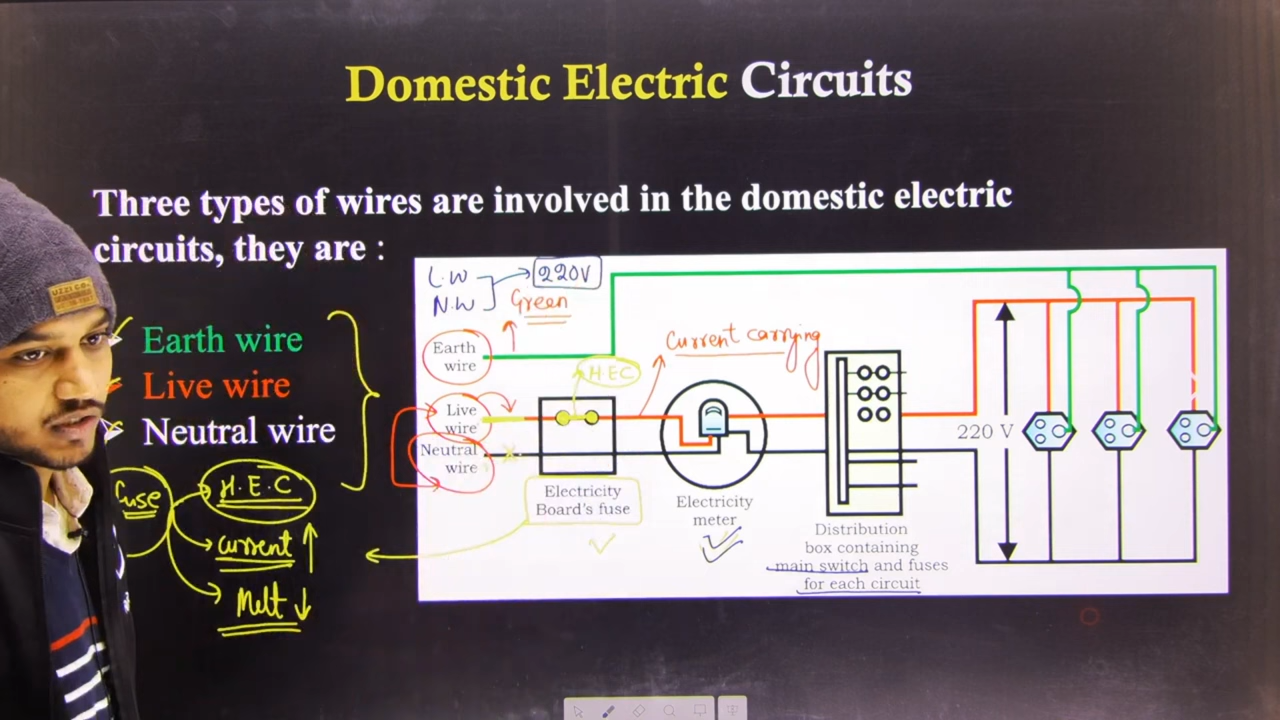 Domestic Electric Circuits
Three types of wires are involved in the domestic electric
circuits, they are :
Earth wire
Live wire
Neutral wire
UZZI CO.
Fuse
H.E.C
Current
Melt
L.W
N.W
220V
Green
Earth
wire
Current carrying
H.E.C
Live
wire
Neutral
wire
Electricity
Board's fuse
Electricity
meter
Distribution
box containing
main switch and fuses
for each circuit
220 V